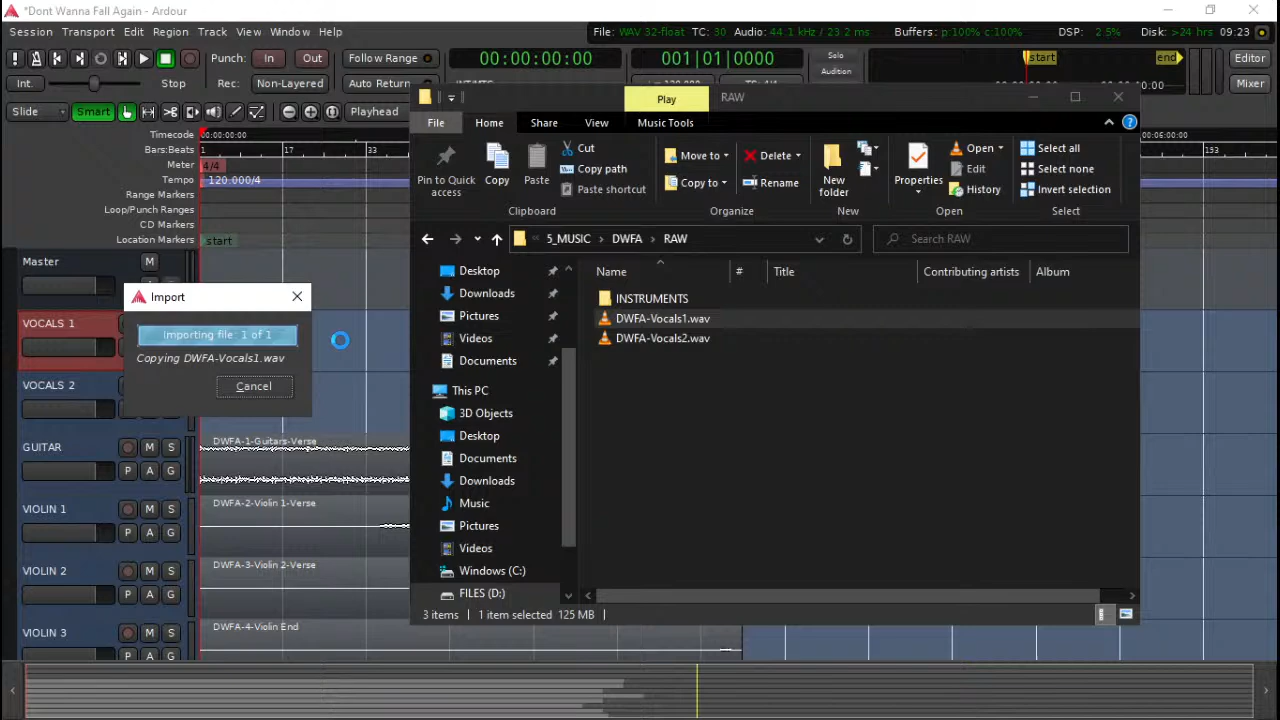 *Dont Wanna Fall Again - Ardour
Session Transport Edit Region Track View Window Help
File: WAV 32-float TC: 30 Audio: 44.1 kHz / 23.2 ms Buffers: p:100% c:100% DSP: 2.5% Disk: >24 hrs 09:23
Punch: In Out Follow Range 00:00:00:00 001|01|0000 Solo start end Editor
Audition
Int. Stop Rec: Non-Layered Auto Return Mixer
Slide Smart Playhead
Timecode 00:00:00:00 00:05:00:00
Bars:Beats 1 17 33 153
Meter 4/4
Tempo 120.000/4
Range Markers
Loop/Punch Ranges
CD Markers
Location Markers start
Play RAW
File Home Share View Music Tools
Pin to Quick access
Copy
Paste
Cut
Copy path
Paste shortcut
Clipboard
Move to
Copy to
Delete
Rename
Organize
New folder
New
Properties
Open
Edit
History
Open
Select all
Select none
Invert selection
Select
« 5_MUSIC > DWFA > RAW
Search RAW
Name # Title Contributing artists Album
INSTRUMENTS
DWFA-Vocals1.wav
DWFA-Vocals2.wav
Desktop
Downloads
Pictures
Videos
Documents
This PC
3D Objects
Desktop
Documents
Downloads
Music
Pictures
Videos
Windows (C:)
FILES (D:)
3 items 1 item selected 125 MB
Master M
VOCALS 1
VOCALS 2
GUITAR M S
P A G
DWFA-1-Guitars-Verse
VIOLIN 1 M S
P A G
DWFA-2-Violin 1-Verse
VIOLIN 2 M S
P A G
DWFA-3-Violin 2-Verse
VIOLIN 3 M S
P A G
DWFA-4-Violin End
Import
Importing file: 1 of 1
Copying DWFA-Vocals1.wav
Cancel